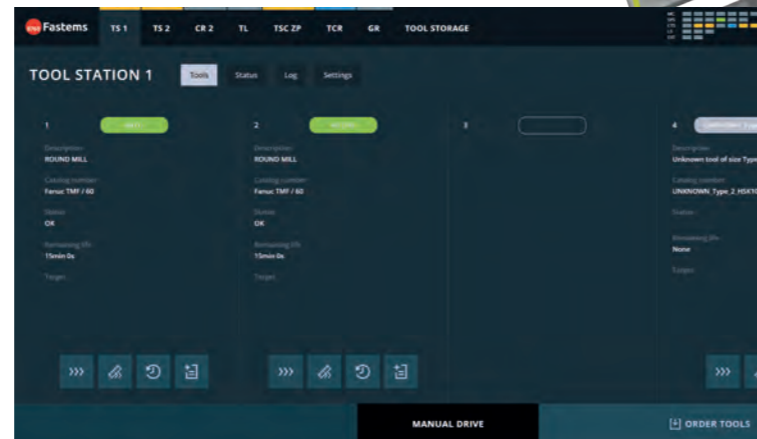 Fastems TS 1 TS 2 CR 2 TL TSC ZP TCR GR TOOL STORAGE
TOOL STATION 1 Tools Status Log Settings
1 2 3 4
Description Description Description
ROUND MILL ROUND MILL Unknown tool of size Type
Catalog number Catalog number Catalog number
Fanuc TMF / 60 Fanuc TMF / 60 UNKNOWN_Type_2_HSK10
Status Status Status
OK OK
Remaining life Remaining life Remaining life
15min 0s 15min 0s None
Target Target Target
MANUAL DRIVE ORDER TOOLS